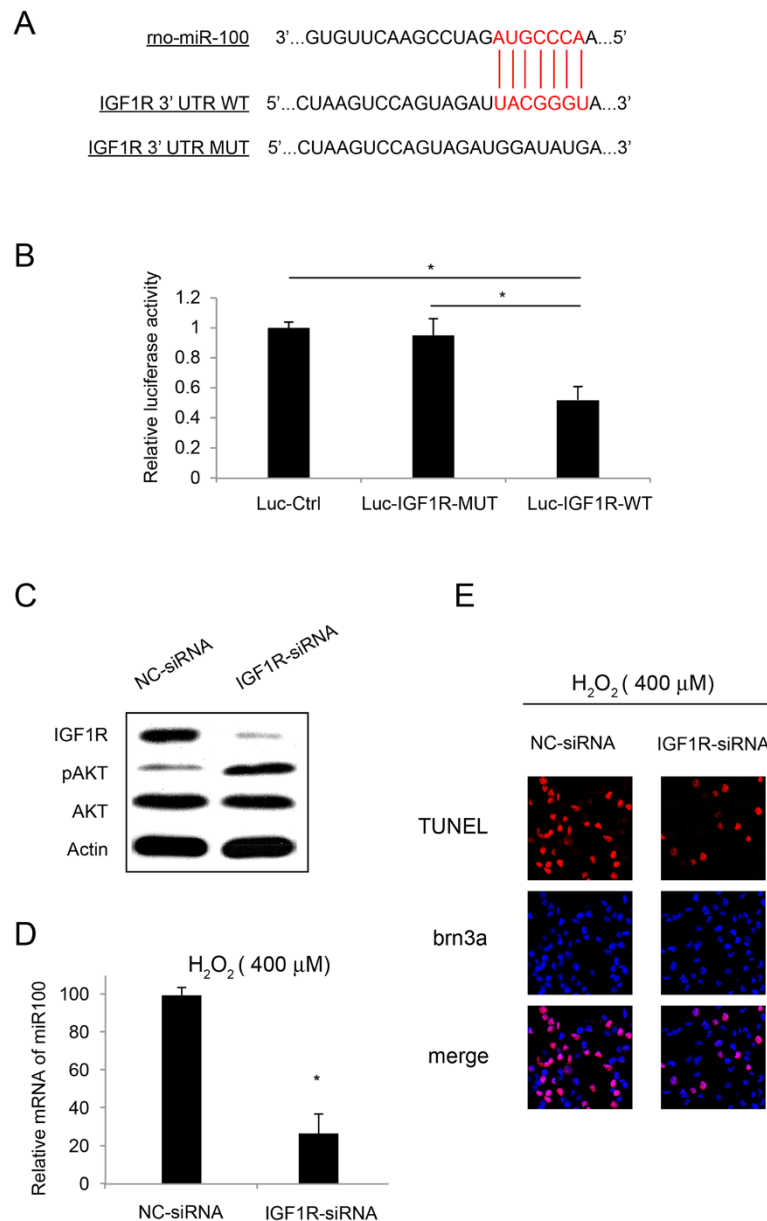 A
rno-miR-100 3'...GUGUUCAAGCCUAGAUGCCCAA...5'
IGF1R 3' UTR WT 5'...CUAAGUCCAGUAGAUUACGGGUA...3'
IGF1R 3' UTR MUT 5'...CUAAGUCCAGUAGAUGGAUAUGA...3'
B
* 
*
Relative luciferase activity
1.2
1
0.8
0.6
0.4
0.2
0
Luc-Ctrl Luc-IGF1R-MUT Luc-IGF1R-WT
C
NC-siRNA IGF1R-siRNA
IGF1R
pAKT
AKT
Actin
D
H2O2 ( 400 μM)
Relative mRNA of miR100
100
80
60
40
20
0
*
NC-siRNA IGF1R-siRNA
E
H2O2 ( 400 μM)
NC-siRNA IGF1R-siRNA
TUNEL
brn3a
merge